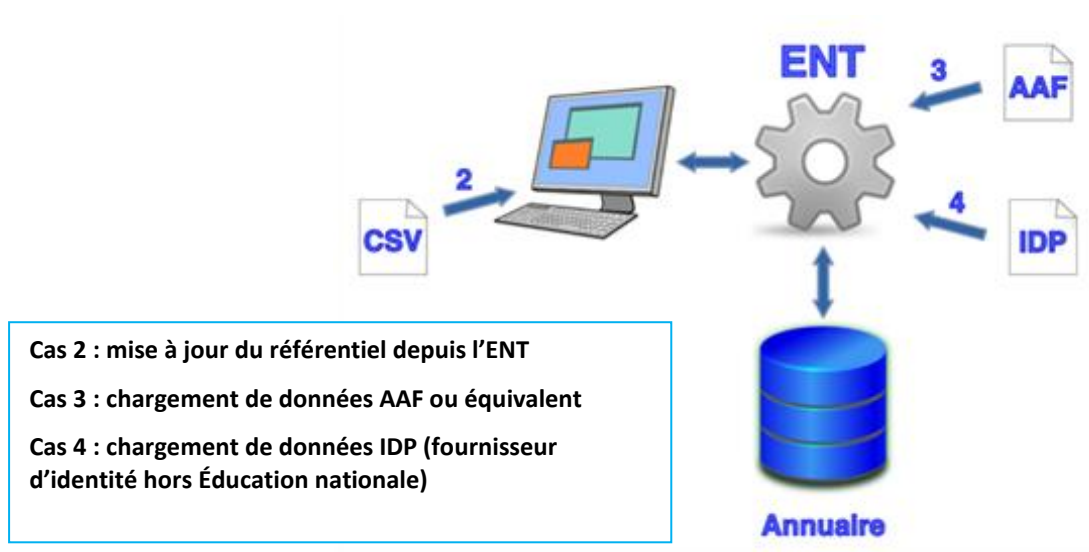 ENT
3
AAF
2
CSV
4
IDP
Cas 2 : mise à jour du référentiel depuis l’ENT
Cas 3 : chargement de données AAF ou équivalent
Cas 4 : chargement de données IDP (fournisseur
d’identité hors Éducation nationale)
Annuaire